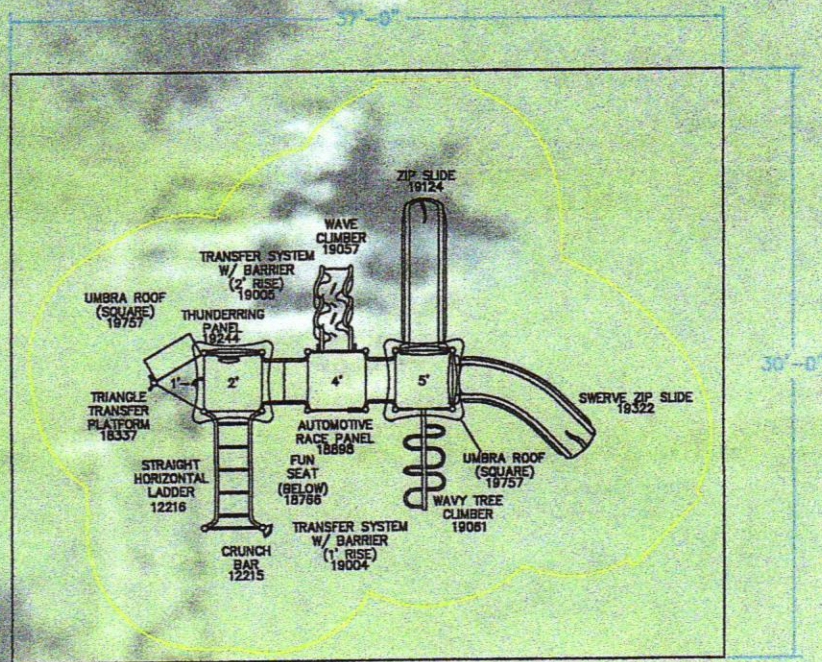 37'-0"
ZIP SLIDE
19124
WAVE
CLIMBER
19057
TRANSFER SYSTEM
W/ BARRIER
(2' RISE)
19005
UMBRA ROOF
(SQUARE)
19757
THUNDERRING
PANEL
19244
1'
2'
4'
5'
30'-0"
TRIANGLE
TRANSFER
PLATFORM
18337
SWERVE ZIP SLIDE
19322
AUTOMOTIVE
RACE PANEL
18898
STRAIGHT
HORIZONTAL
LADDER
12216
FUN
SEAT
(BELOW)
18766
UMBRA ROOF
(SQUARE)
19757
WAVY TREE
CLIMBER
19061
TRANSFER SYSTEM
W/ BARRIER
(1' RISE)
19004
CRUNCH
BAR
12215